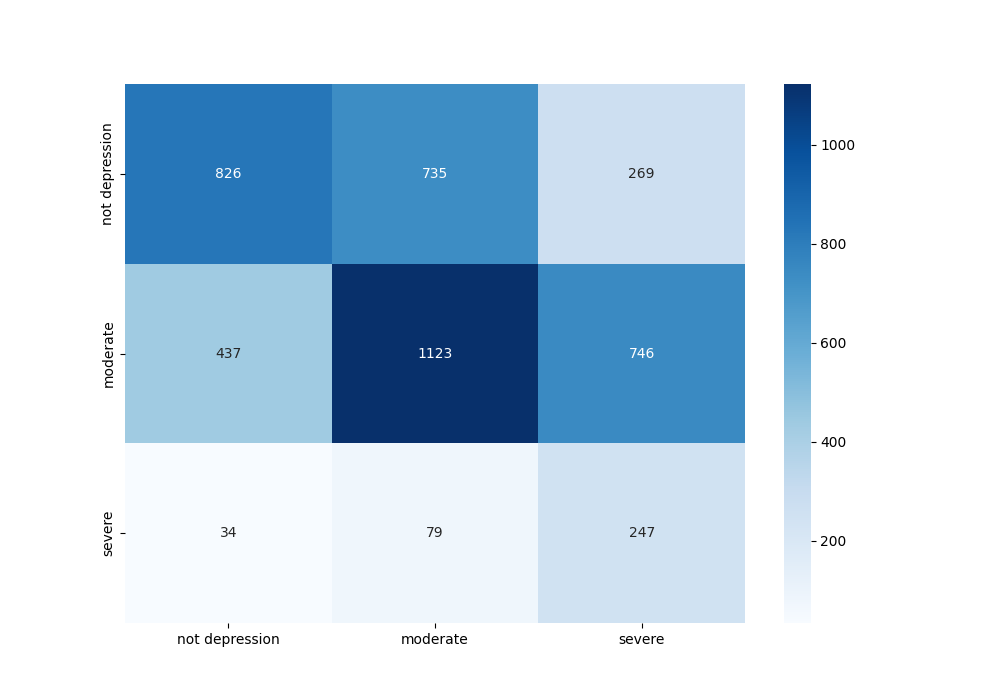 not depression
826
735
269
moderate
437
1123
746
severe
34
79
247
not depression
moderate
severe
1000
800
600
400
200